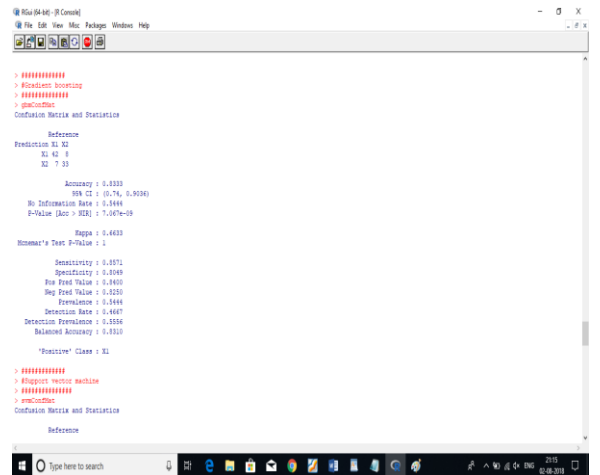 RGui (64-bit) - [R Console]
File Edit View Misc Packages Windows Help
> #############
> #Gradient boosting
> ##############
> gbmConfMat
Confusion Matrix and Statistics
Reference
Prediction X1 X2
X1 42 8
X2 7 33
Accuracy : 0.8333
95% CI : (0.74, 0.9036)
No Information Rate : 0.5444
P-Value [Acc > NIR] : 7.067e-09
Kappa : 0.6633
Mcnemar's Test P-Value : 1
Sensitivity : 0.8571
Specificity : 0.8049
Pos Pred Value : 0.8400
Neg Pred Value : 0.8250
Prevalence : 0.5444
Detection Rate : 0.4667
Detection Prevalence : 0.5556
Balanced Accuracy : 0.8310
'Positive' Class : X1
> #############
> #Support vector machine
> ###############
> svmConfMat
Confusion Matrix and Statistics
Reference
Type here to search
ENG
21:15
02-08-2018